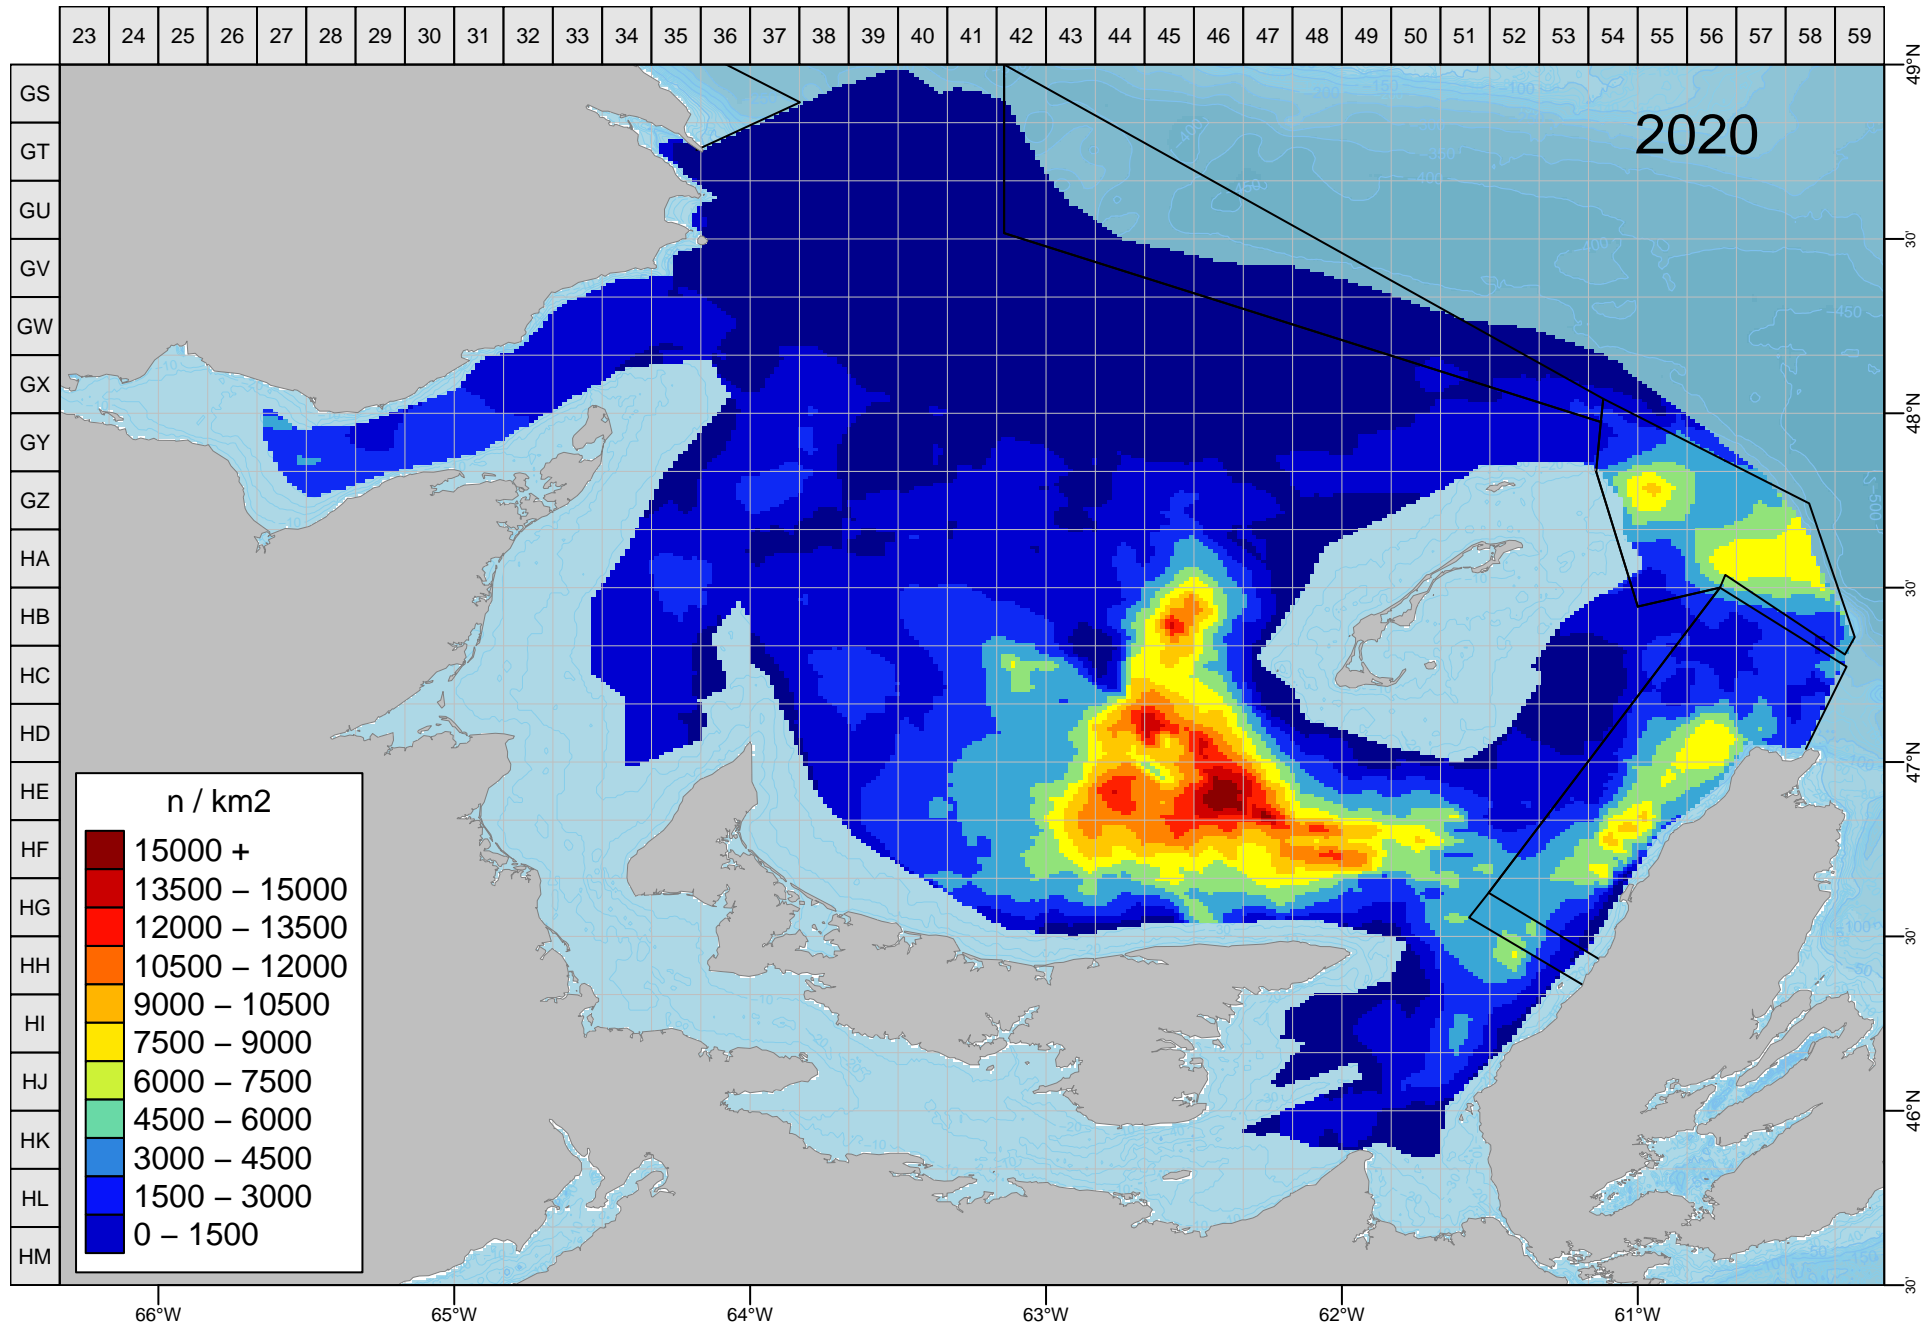 23 24 25 26 27 28 29 30 31 32 33 34 35 36 37 38 39 40 41 42 43 44 45 46 47 48 49 50 51 52 53 54 55 56 57 58 59
GS
GT
GU
GV
GW
GX
GY
GZ
HA
HB
HC
HD
HE
HF
HG
HH
HI
HJ
HK
HL
HM
2020
49°N
30'
48°N
30'
47°N
30'
46°N
30'
n / km2
15000 +
13500 – 15000
12000 – 13500
10500 – 12000
9000 – 10500
7500 – 9000
6000 – 7500
4500 – 6000
3000 – 4500
1500 – 3000
0 – 1500
66°W 65°W 64°W 63°W 62°W 61°W